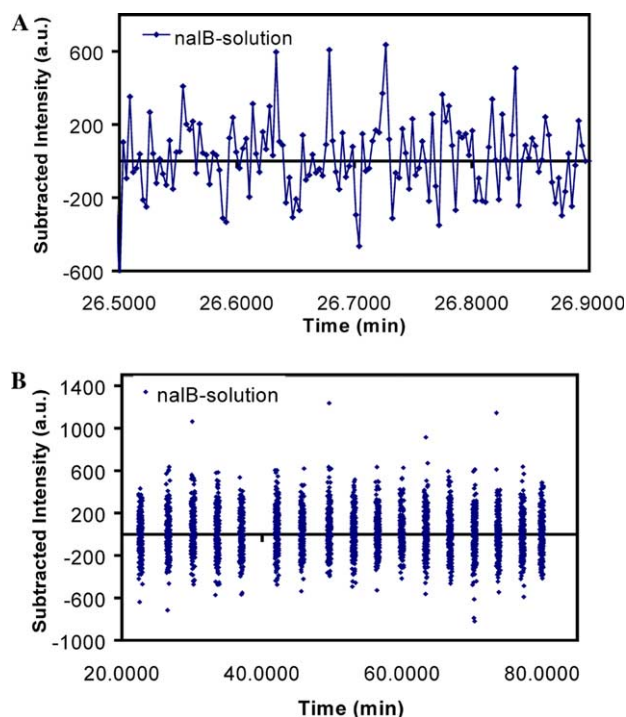 A
Subtracted Intensity (a.u.)
600
200
-200
-600
nalB-solution
26.5000 26.6000 26.7000 26.8000 26.9000
Time (min)
B
Subtracted Intensity (a.u.)
1400
1000
600
200
-200
-600
-1000
nalB-solution
20.0000 40.0000 60.0000 80.0000
Time (min)